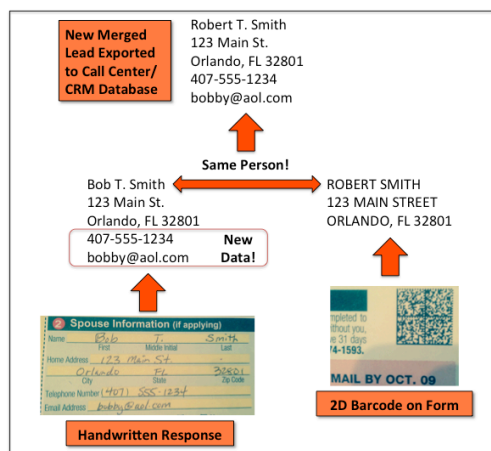 New Merged
Lead Exported
to Call Center/
CRM Database
Robert T. Smith
123 Main St.
Orlando, FL 32801
407-555-1234
bobby@aol.com
Same Person!
Bob T. Smith
123 Main St.
Orlando, FL 32801
407-555-1234
bobby@aol.com
New
Data!
ROBERT SMITH
123 MAIN STREET
ORLANDO, FL 32801
2 Spouse Information (if applying)
Name Bob T. Smith
First Middle Initial Last
Home Address 123 Main St.
Orlando FL 32801
City State Zip Code
Telephone Number (407) 555-1234
Email Address bobby@aol.com
Handwritten Response
mpleted to
ithout you,
e 31 days
74-1593.
MAIL BY OCT. 09
2D Barcode on Form